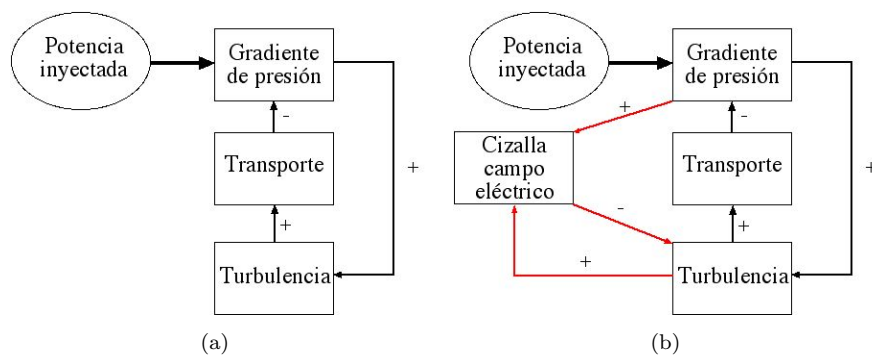 Potencia
inyectada
Gradiente
de presión
-
Transporte
+
+
Turbulencia
(a)
Potencia
inyectada
Gradiente
de presión
+
-
Cizalla
campo
eléctrico
Transporte
+
-
+
+
Turbulencia
(b)